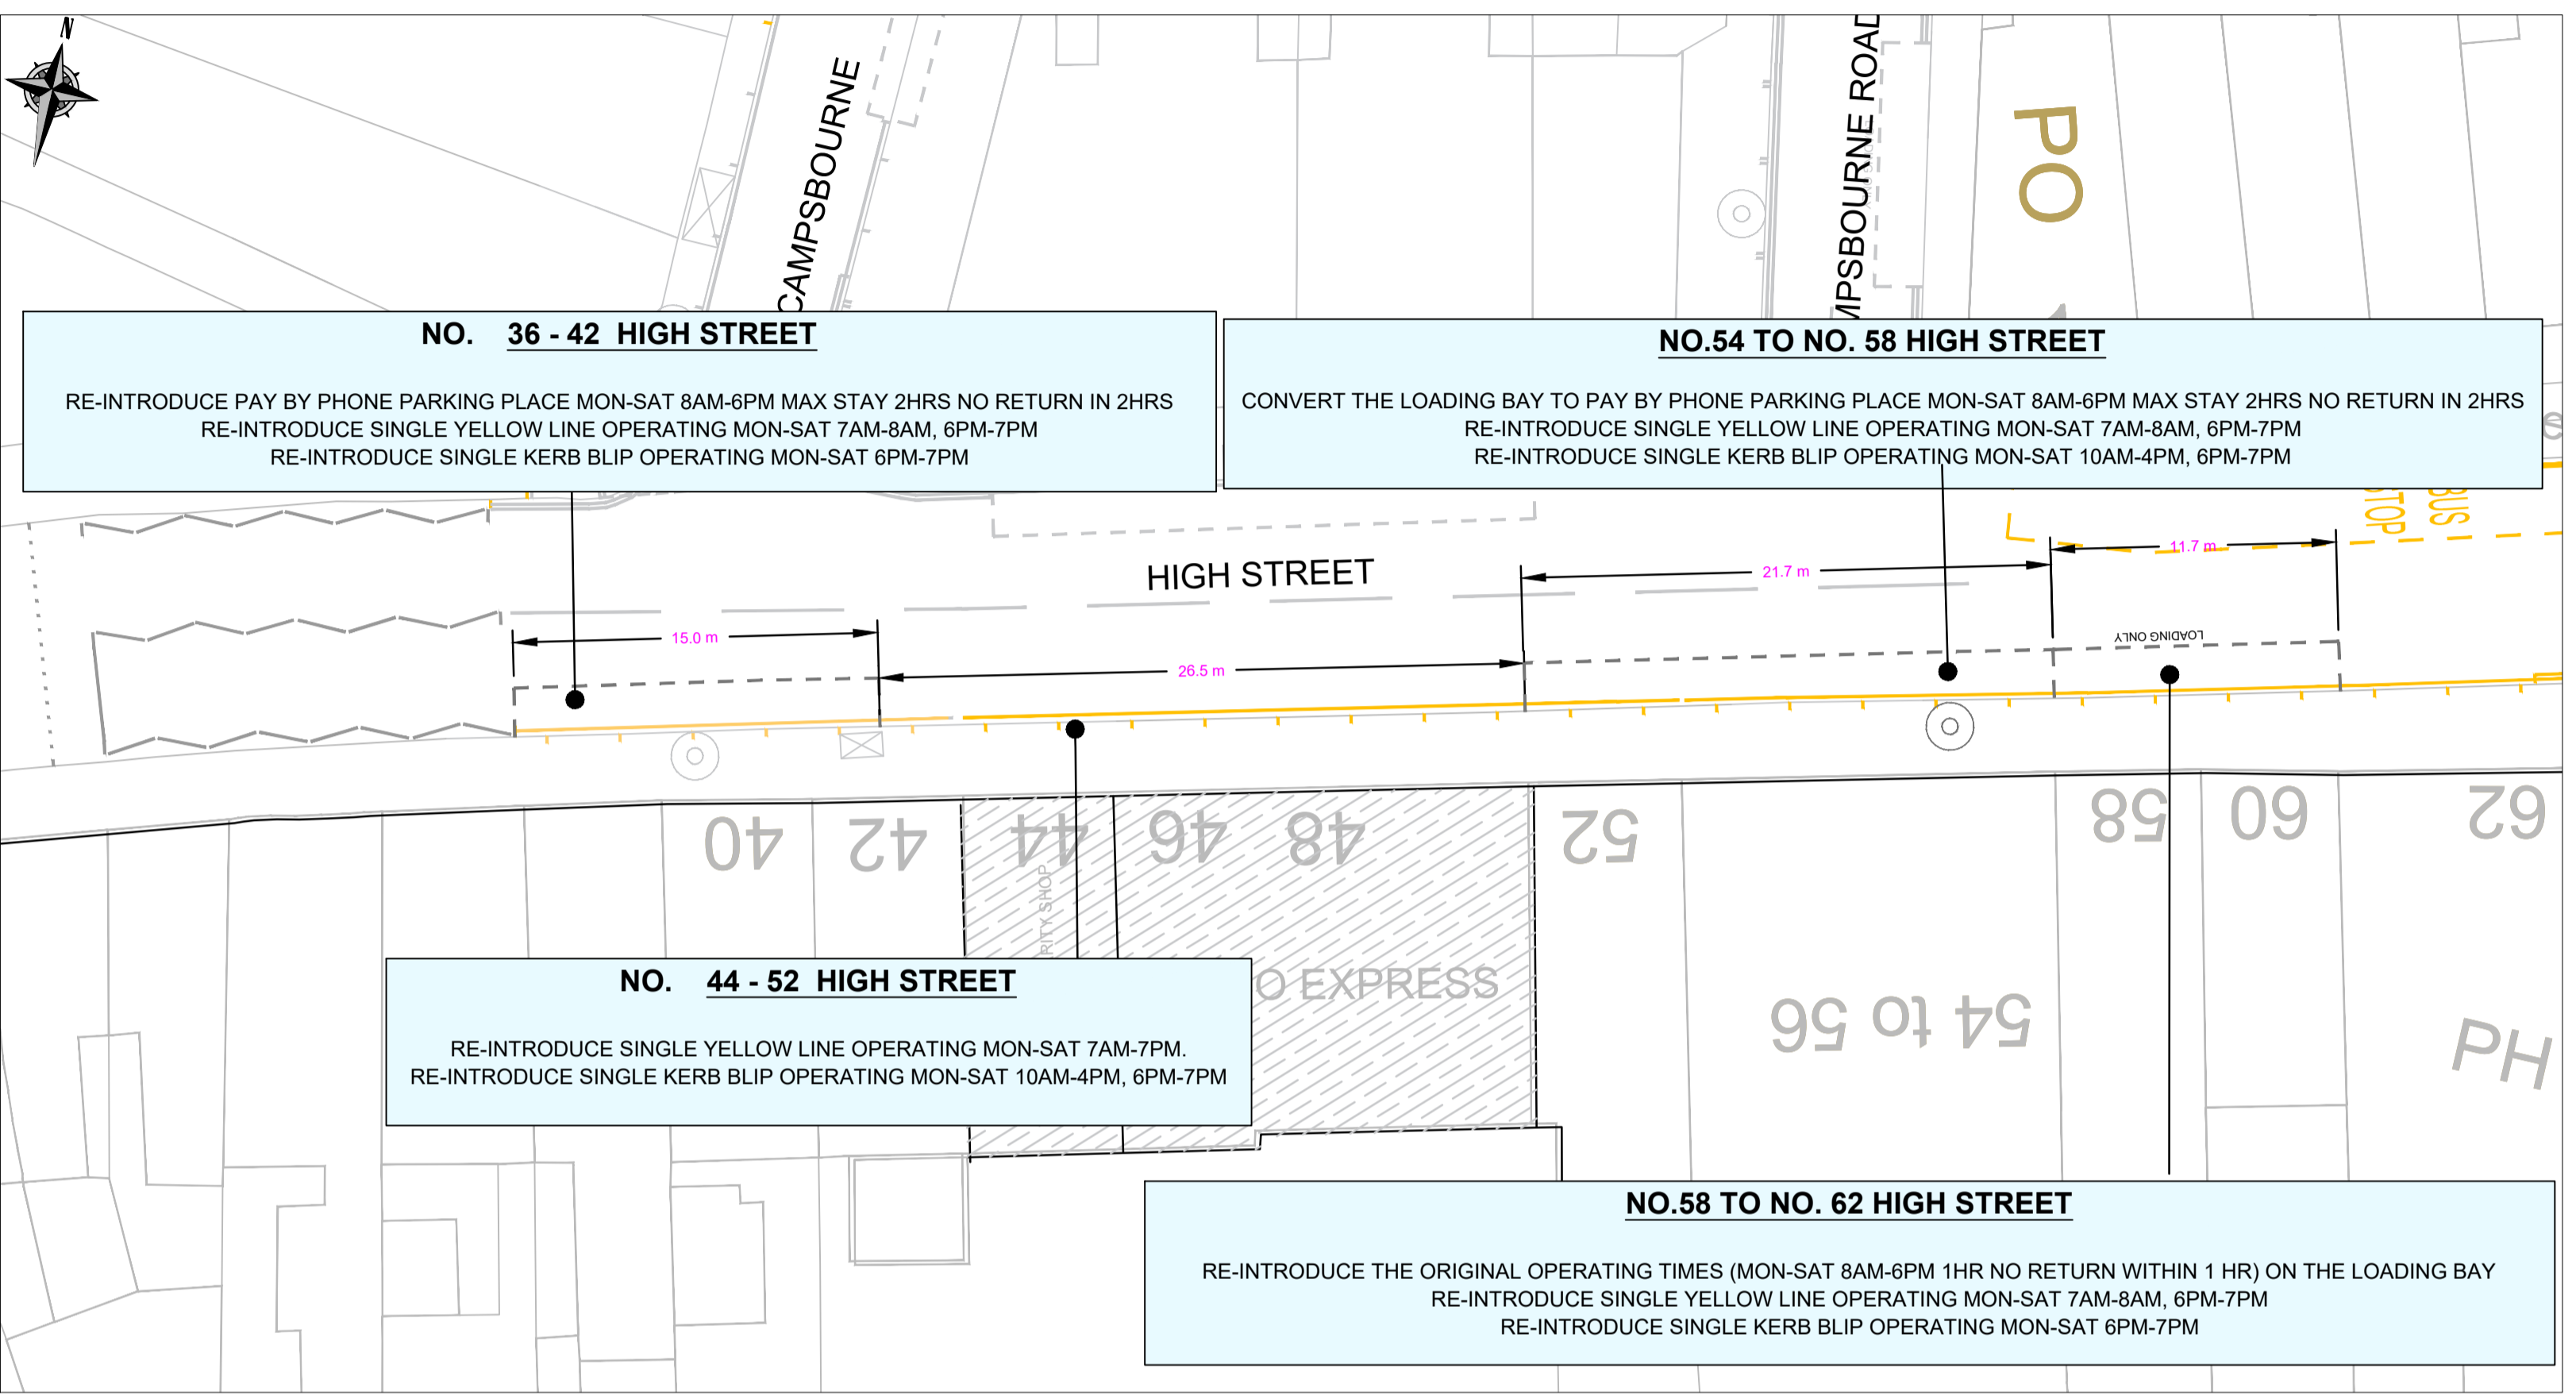 N
CAMPSBOURNE
MPSBOURNE ROAD
PO
NO. 36 - 42 HIGH STREET
RE-INTRODUCE PAY BY PHONE PARKING PLACE MON-SAT 8AM-6PM MAX STAY 2HRS NO RETURN IN 2HRS
RE-INTRODUCE SINGLE YELLOW LINE OPERATING MON-SAT 7AM-8AM, 6PM-7PM
RE-INTRODUCE SINGLE KERB BLIP OPERATING MON-SAT 6PM-7PM
NO.54 TO NO. 58 HIGH STREET
CONVERT THE LOADING BAY TO PAY BY PHONE PARKING PLACE MON-SAT 8AM-6PM MAX STAY 2HRS NO RETURN IN 2HRS
RE-INTRODUCE SINGLE YELLOW LINE OPERATING MON-SAT 7AM-8AM, 6PM-7PM
RE-INTRODUCE SINGLE KERB BLIP OPERATING MON-SAT 10AM-4PM, 6PM-7PM
BUS
STOP
HIGH STREET
11.7 m
21.7 m
15.0 m
26.5 m
LOADING ONLY
40
42
44
46
48
52
58
60
62
RITY SHOP
O EXPRESS
54 to 56
PH
NO. 44 - 52 HIGH STREET
RE-INTRODUCE SINGLE YELLOW LINE OPERATING MON-SAT 7AM-7PM.
RE-INTRODUCE SINGLE KERB BLIP OPERATING MON-SAT 10AM-4PM, 6PM-7PM
NO.58 TO NO. 62 HIGH STREET
RE-INTRODUCE THE ORIGINAL OPERATING TIMES (MON-SAT 8AM-6PM 1HR NO RETURN WITHIN 1 HR) ON THE LOADING BAY
RE-INTRODUCE SINGLE YELLOW LINE OPERATING MON-SAT 7AM-8AM, 6PM-7PM
RE-INTRODUCE SINGLE KERB BLIP OPERATING MON-SAT 6PM-7PM